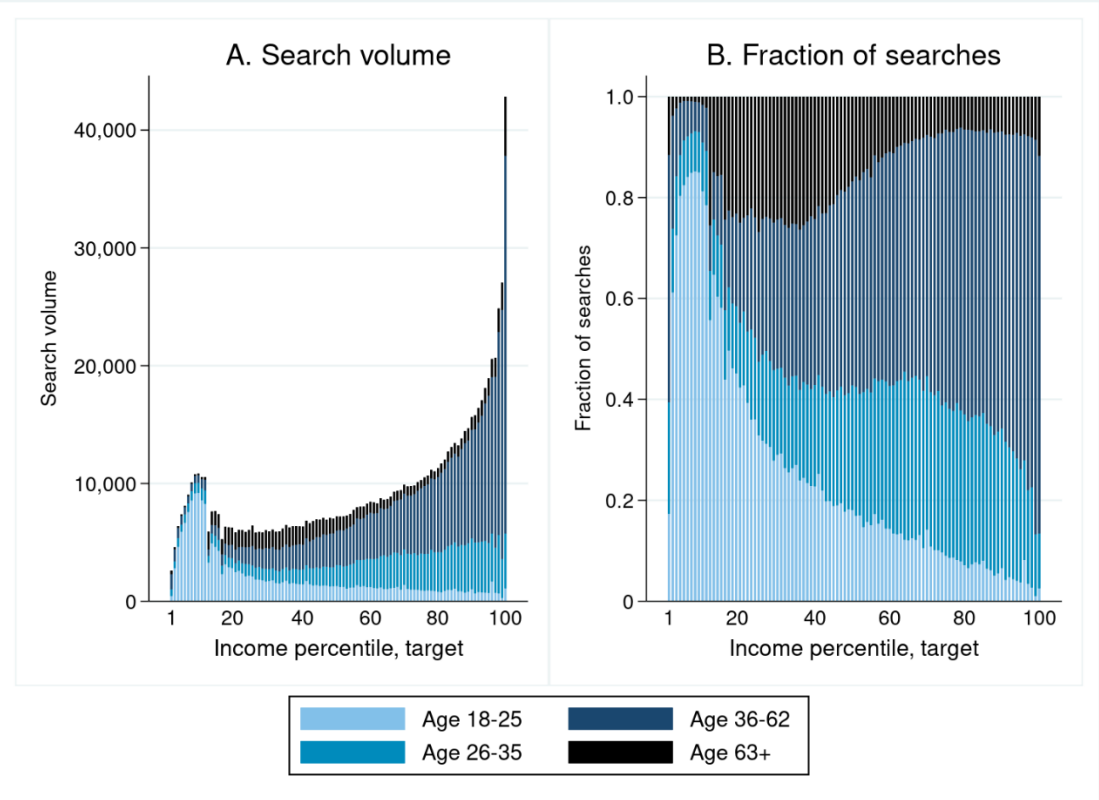 A. Search volume
40,000
30,000
20,000
10,000
0
Search volume
1 20 40 60 80 100
Income percentile, target
B. Fraction of searches
1.0
0.8
0.6
0.4
0.2
0
Fraction of searches
1 20 40 60 80 100
Income percentile, target
Age 18-25 Age 36-62
Age 26-35 Age 63+